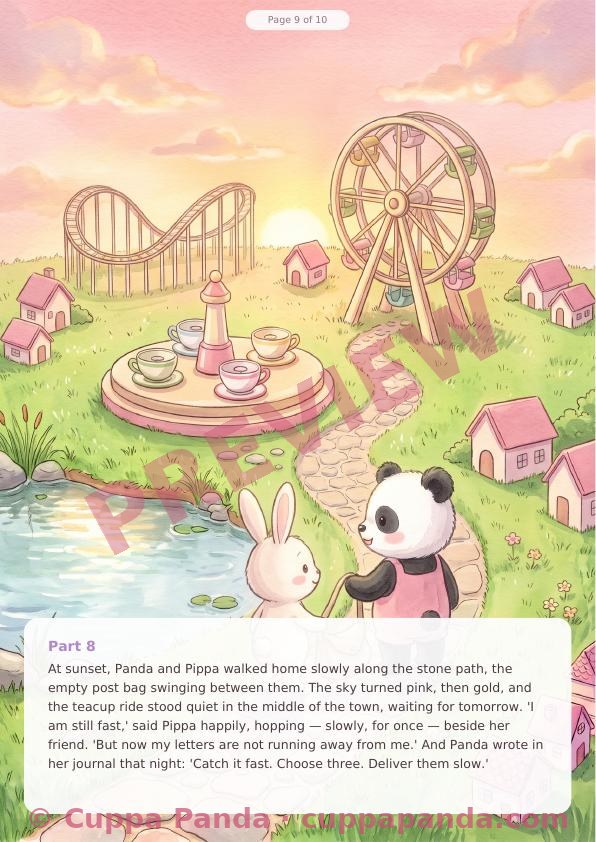 Page 9 of 10
PREVIEW
Part 8
At sunset, Panda and Pippa walked home slowly along the stone path, the
empty post bag swinging between them. The sky turned pink, then gold, and
the teacup ride stood quiet in the middle of the town, waiting for tomorrow. 'I
am still fast,' said Pippa happily, hopping — slowly, for once — beside her
friend. 'But now my letters are not running away from me.' And Panda wrote in
her journal that night: 'Catch it fast. Choose three. Deliver them slow.'
© Cuppa Panda · cuppapanda.com